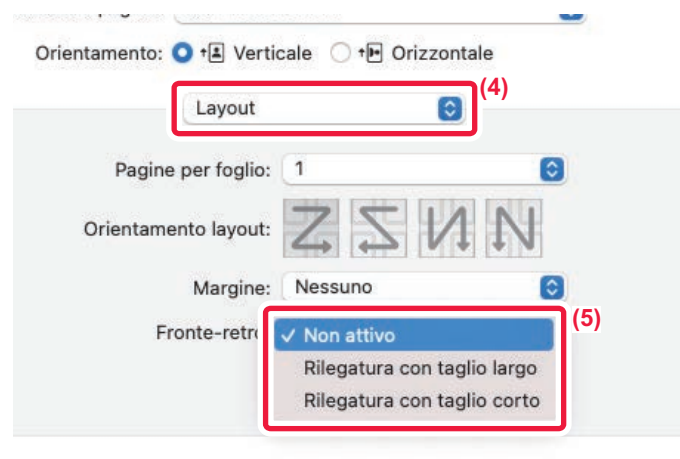 Orientamento: Verticale Orizzontale
(4)
Layout
Pagine per foglio: 1
Orientamento layout:
Margine: Nessuno
(5)
Fronte-retro ✓ Non attivo
Rilegatura con taglio largo
Rilegatura con taglio corto